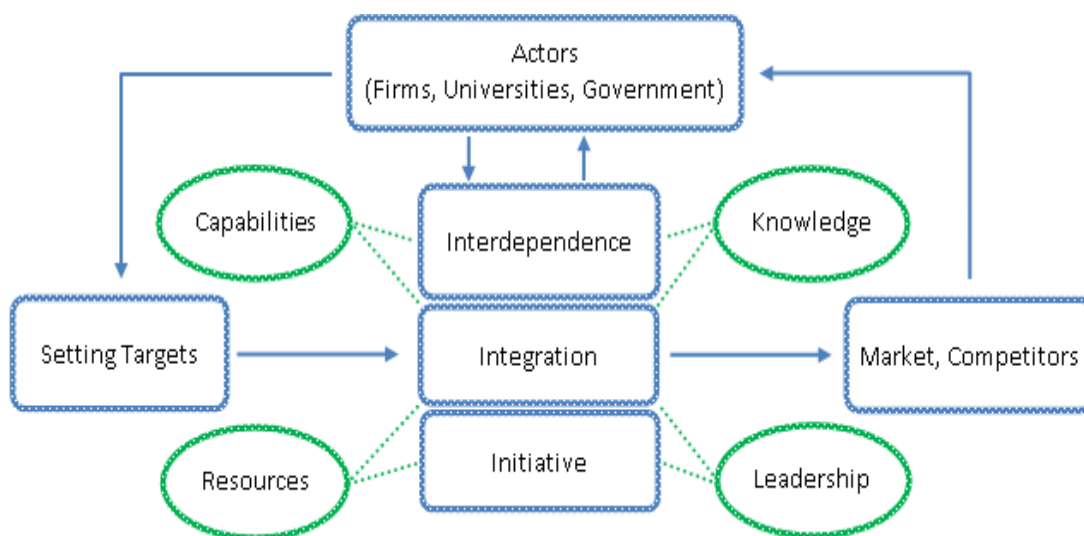 Actors
(Firms, Universities, Government)
Capabilities
Interdependence
Knowledge
Setting Targets
Integration
Market, Competitors
Resources
Initiative
Leadership